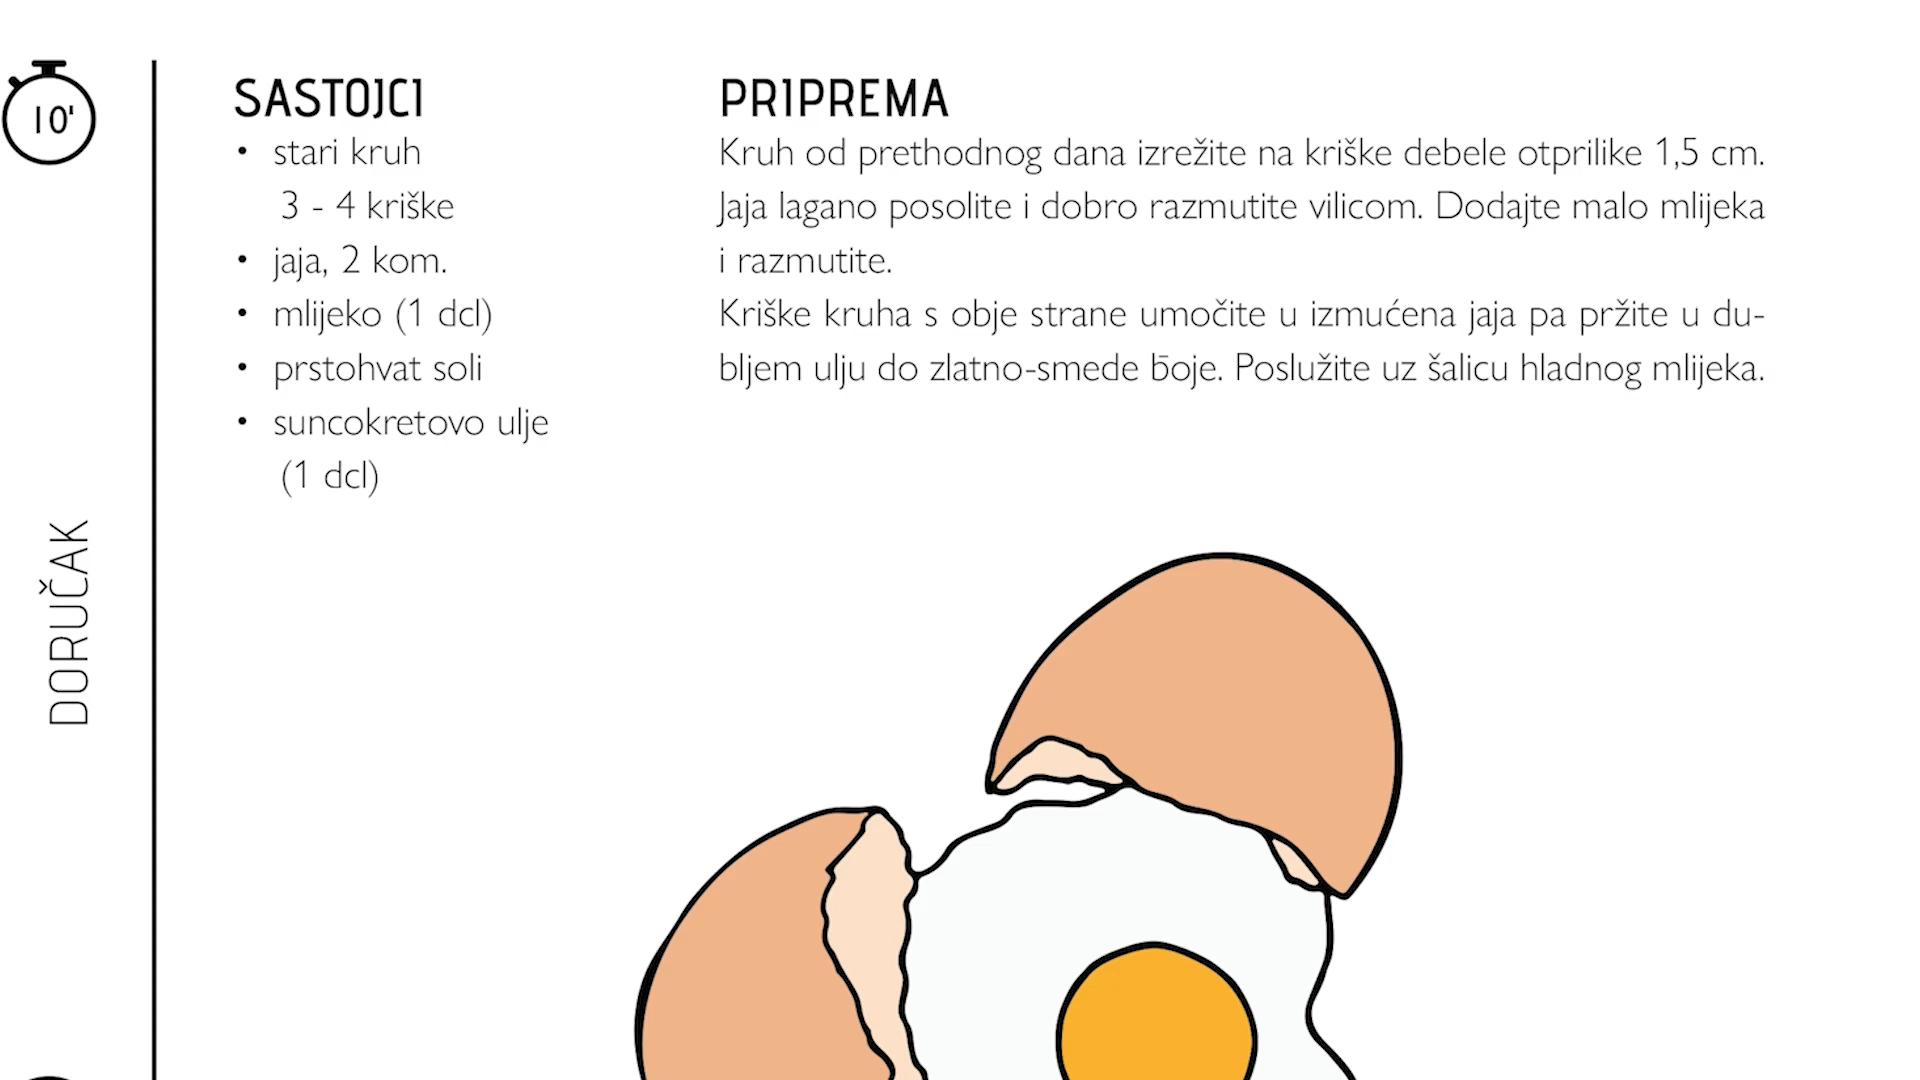 10'
SASTOJCI
• stari kruh
3 - 4 kriške
• jaja, 2 kom.
• mlijeko (1 dcl)
• prstohvat soli
• suncokretovo ulje
(1 dcl)
PRIPREMA
Kruh od prethodnog dana izrežite na kriške debele otprilike 1,5 cm.
Jaja lagano posolite i dobro razmutite vilicom. Dodajte malo mlijeka
i razmutite.
Kriške kruha s obje strane umočite u izmućena jaja pa pržite u du-
bljem ulju do zlatno-smede boje. Poslužite uz šalicu hladnog mlijeka.
DORUČAK